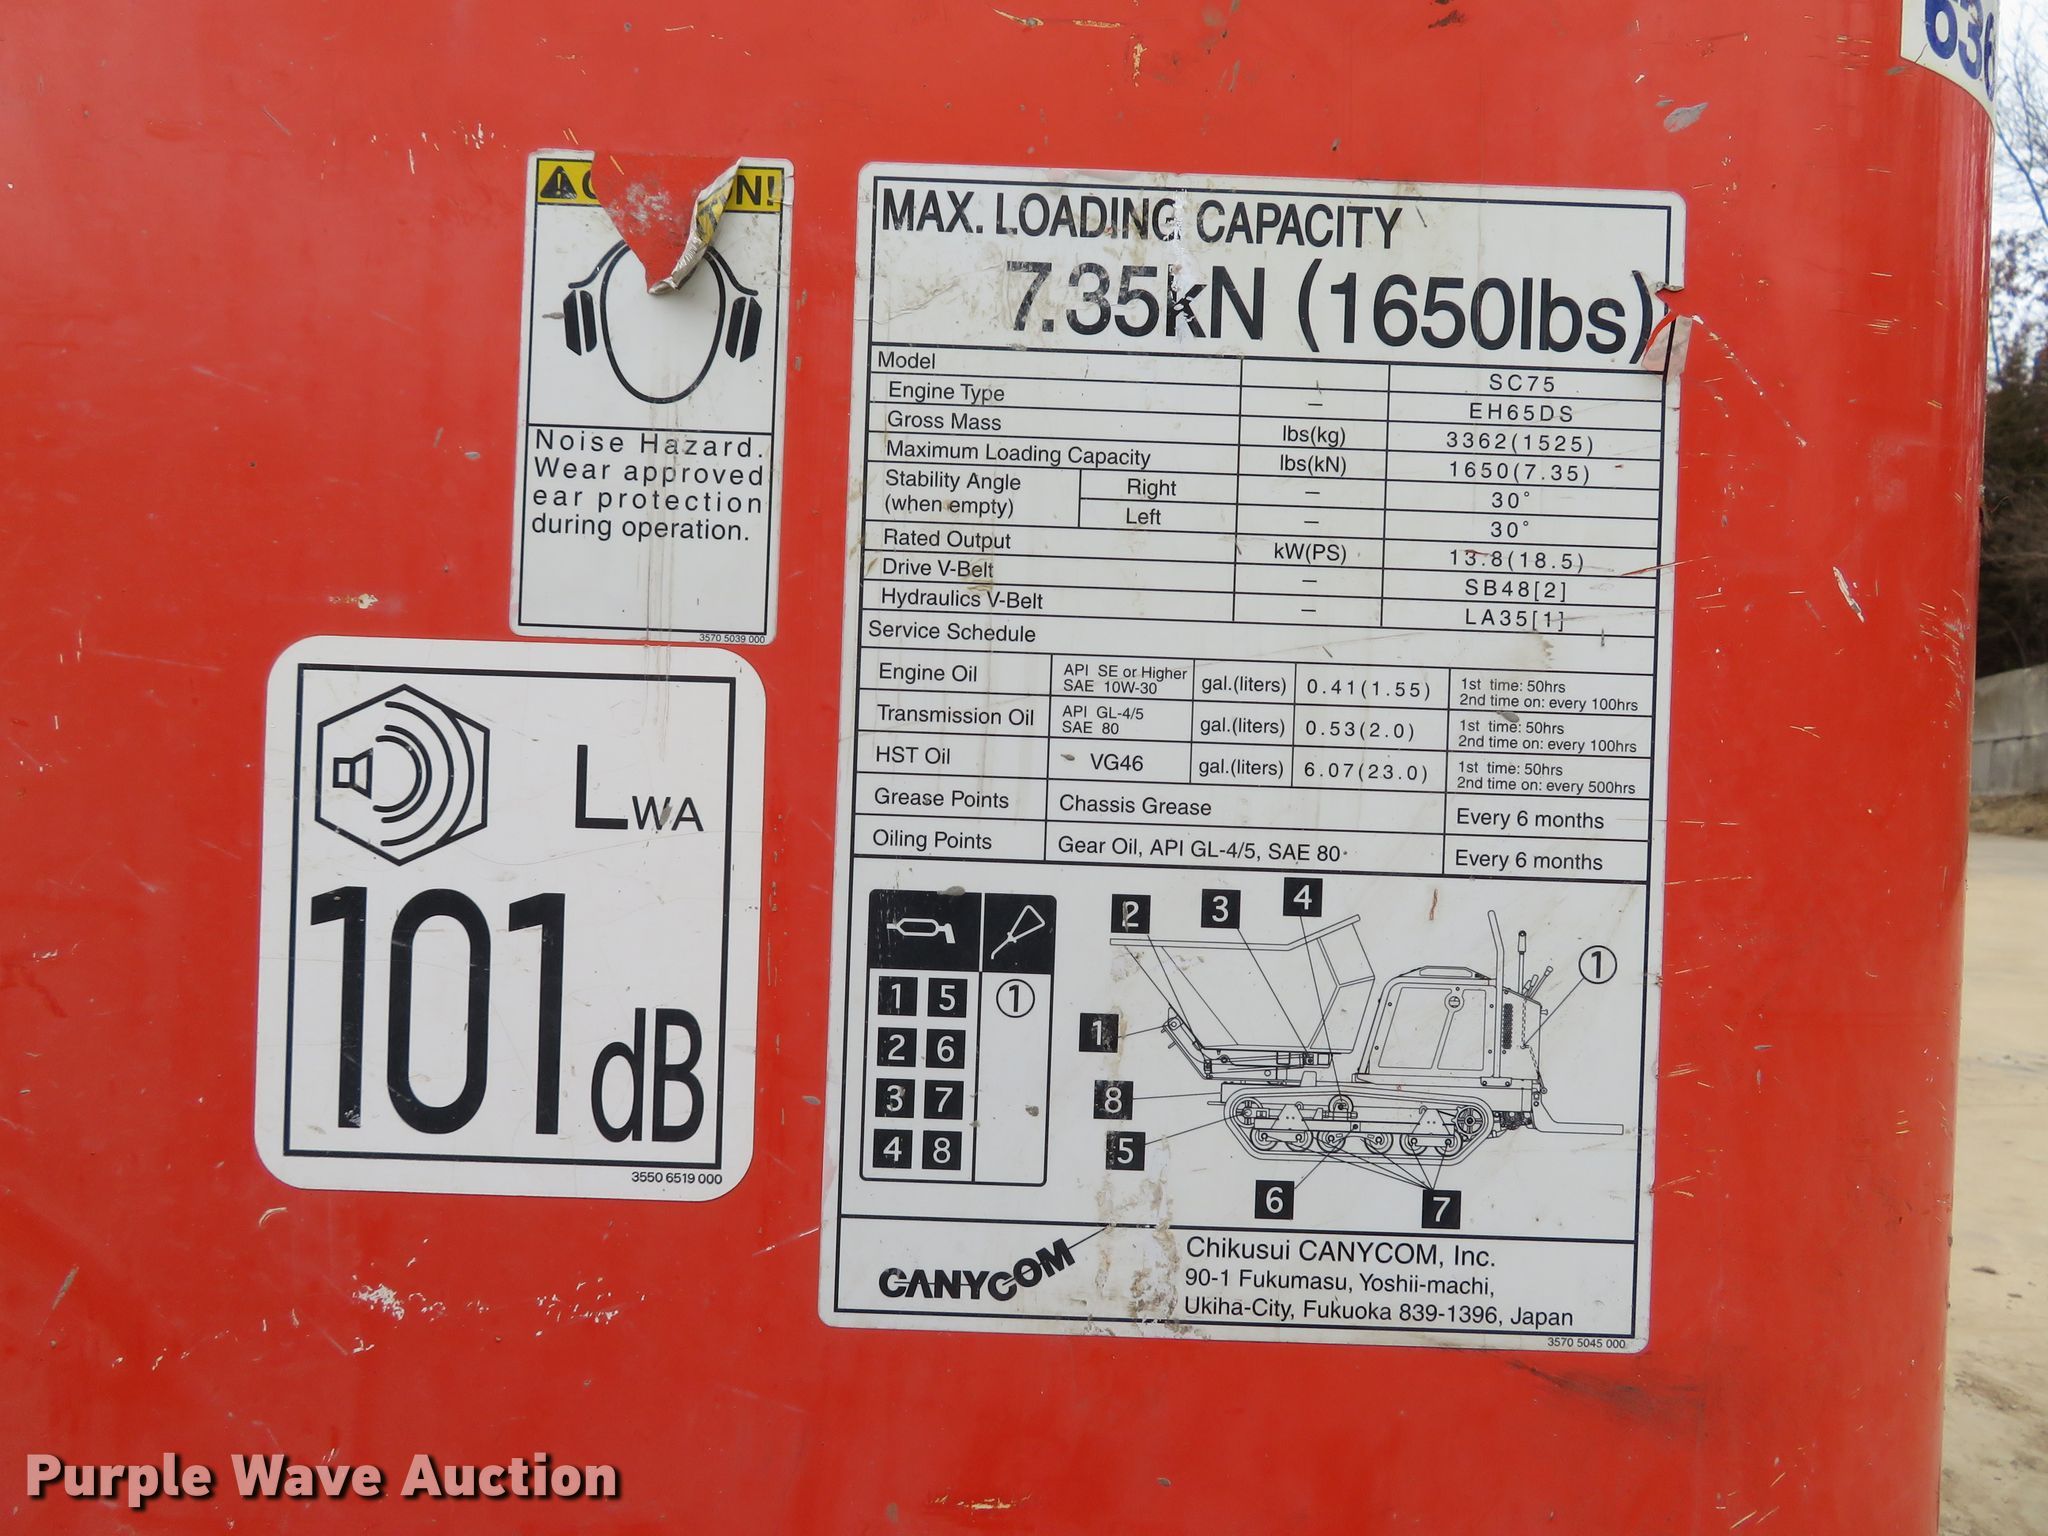 Noise Hazard.
Wear approved
ear protection
during operation.
3570 5039 000
LWA
101dB
3550 6519 000
MAX. LOADING CAPACITY
7.35kN (1650lbs)
Model — SC75
Engine Type — EH65DS
Gross Mass lbs(kg) 3362(1525)
Maximum Loading Capacity lbs(kN) 1650(7.35)
Stability Angle (when empty) Right — 30°
Left — 30°
Rated Output kW(PS) 13.8(18.5)
Drive V-Belt — SB48[2]
Hydraulics V-Belt — LA35[1]
Service Schedule
Engine Oil API SE or Higher SAE 10W-30 gal.(liters) 0.41(1.55) 1st time: 50hrs 2nd time on: every 100hrs
Transmission Oil API GL-4/5 SAE 80 gal.(liters) 0.53(2.0) 1st time: 50hrs 2nd time on: every 100hrs
HST Oil VG46 gal.(liters) 6.07(23.0) 1st time: 50hrs 2nd time on: every 500hrs
Grease Points Chassis Grease Every 6 months
Oiling Points Gear Oil, API GL-4/5, SAE 80 Every 6 months
1 5 ①
2 6
3 7
4 8
2 3 4
①
1
8
5
6 7
CANYCOM
Chikusui CANYCOM, Inc.
90-1 Fukumasu, Yoshii-machi,
Ukiha-City, Fukuoka 839-1396, Japan
3570 5045 000
Purple Wave Auction